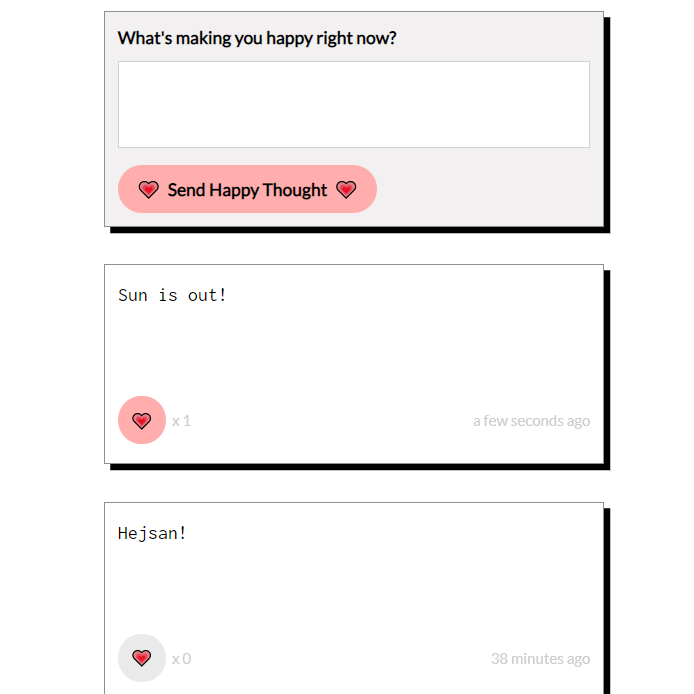 What's making you happy right now?
Send Happy Thought
Sun is out!
x 1 a few seconds ago
Hejsan!
x 0 38 minutes ago